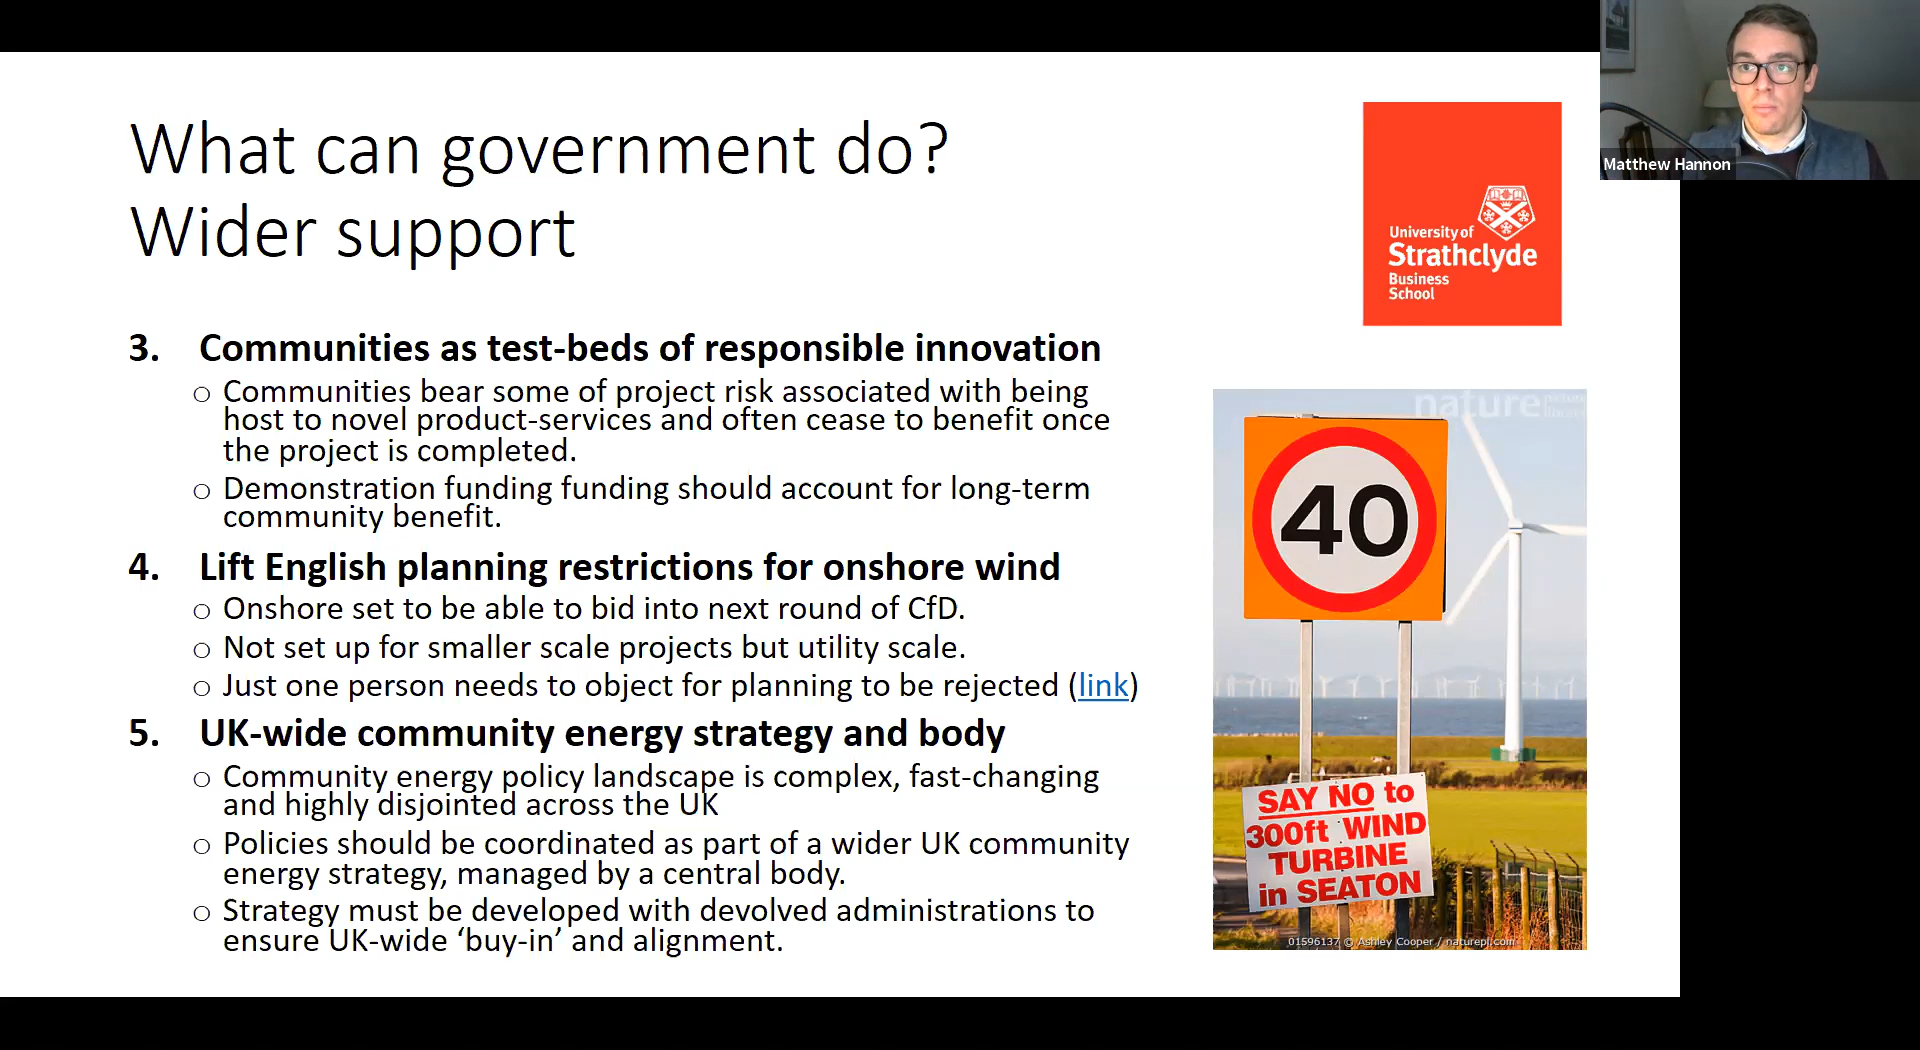 What can government do?
Wider support
University of
Strathclyde
Business
School
Matthew Hannon
3. Communities as test-beds of responsible innovation
○ Communities bear some of project risk associated with being
host to novel product-services and often cease to benefit once
the project is completed.
○ Demonstration funding funding should account for long-term
community benefit.
4. Lift English planning restrictions for onshore wind
○ Onshore set to be able to bid into next round of CfD.
○ Not set up for smaller scale projects but utility scale.
○ Just one person needs to object for planning to be rejected (link)
5. UK-wide community energy strategy and body
○ Community energy policy landscape is complex, fast-changing
and highly disjointed across the UK
○ Policies should be coordinated as part of a wider UK community
energy strategy, managed by a central body.
○ Strategy must be developed with devolved administrations to
ensure UK-wide ‘buy-in’ and alignment.
nature
40
SAY NO to
300ft WIND
TURBINE
in SEATON
01596137 © Ashley Cooper / naturepl.com